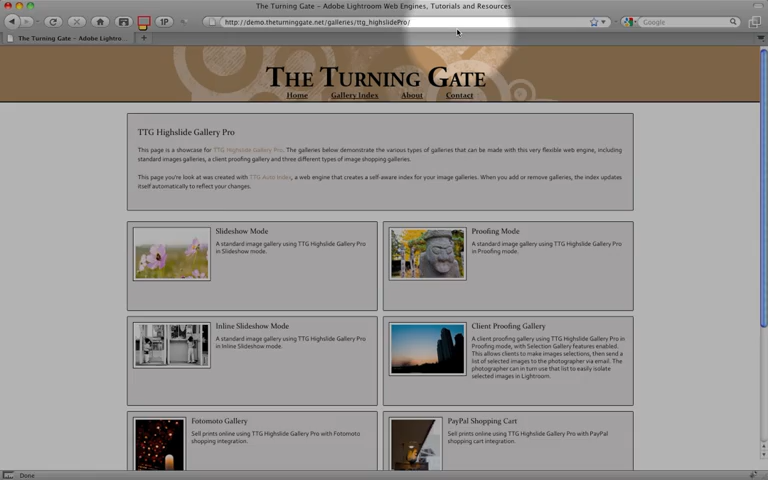 The Turning Gate – Adobe Lightroom Web Engines, Tutorials and Resources
1P
http://demo.theturninggate.net/galleries/ttg_highslidePro/
Google
The Turning Gate – Adobe Lightro...
THE TURNING GATE
Home Gallery Index About Contact
TTG Highslide Gallery Pro
This page is a showcase for TTG Highslide Gallery Pro. The galleries below demonstrate the various types of galleries that can be made with this very flexible web engine, including
standard images galleries, a client proofing gallery and three different types of image shopping galleries.
This page you're look at was created with TTG Auto Index, a web engine that creates a self-aware index for your image galleries. When you add or remove galleries, the index updates
itself automatically to reflect your changes.
Slideshow Mode
A standard image gallery using TTG Highslide Gallery Pro
in Slideshow mode.
Proofing Mode
A standard image gallery using TTG Highslide Gallery Pro
in Proofing mode.
Inline Slideshow Mode
A standard image gallery using TTG Highslide Gallery Pro
in Inline Slideshow mode.
Client Proofing Gallery
A client proofing gallery using TTG Highslide Gallery Pro in
Proofing mode, with Selection Gallery features enabled.
This allows clients to make images selections, then send a
list of selected images to the photographer via email. The
photographer can in turn use that list to easily isolate
selected images in Lightroom.
Fotomoto Gallery
Sell prints online using TTG Highslide Gallery Pro with Fotomoto
shopping integration.
PayPal Shopping Cart
Sell prints online using TTG Highslide Gallery Pro with PayPal
shopping cart integration.
Done